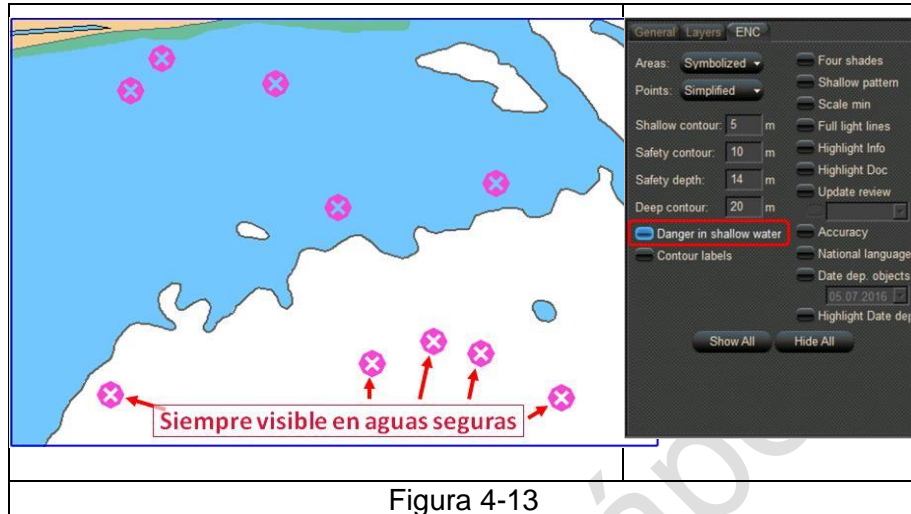 General Layers ENC
Areas: Symbolized
Points: Simplified
Shallow contour: 5 m
Safety contour: 10 m
Safety depth: 14 m
Deep contour: 20 m
Danger in shallow water
Contour labels
Four shades
Shallow pattern
Scale min
Full light lines
Highlight Info
Highlight Doc
Update review
Accuracy
National language
Date dep. objects
05.07.2016
Highlight Date dep
Show All Hide All
Siempre visible en aguas seguras
Figura 4-13